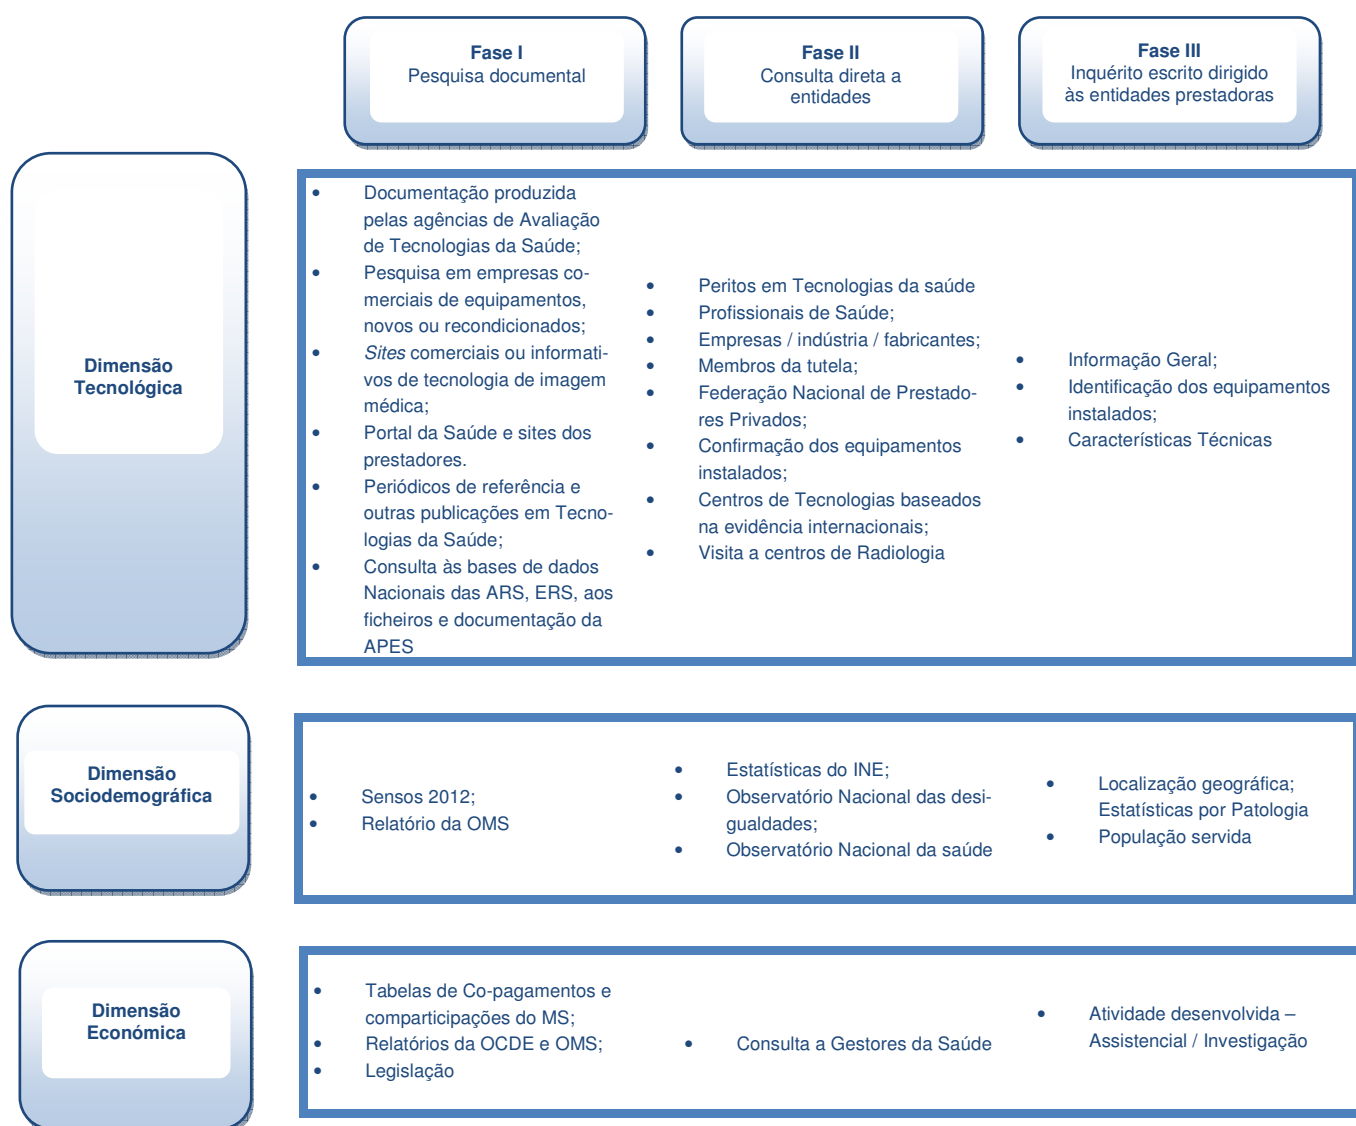 Fase I
Pesquisa documental
Fase II
Consulta direta a
entidades
Fase III
Inquérito escrito dirigido
às entidades prestadoras
Dimensão
Tecnológica
• Documentação produzida
pelas agências de Avaliação
de Tecnologias da Saúde;
• Pesquisa em empresas co-
merciais de equipamentos,
novos ou recondicionados;
• Sites comerciais ou informati-
vos de tecnologia de imagem
médica;
• Portal da Saúde e sites dos
prestadores.
• Periódicos de referência e
outras publicações em Tecno-
logias da Saúde;
• Consulta às bases de dados
Nacionais das ARS, ERS, aos
ficheiros e documentação da
APES
• Peritos em Tecnologias da saúde
• Profissionais de Saúde;
• Empresas / indústria / fabricantes;
• Membros da tutela;
• Federação Nacional de Prestado-
res Privados;
• Confirmação dos equipamentos
instalados;
• Centros de Tecnologias baseados
na evidência internacionais;
• Visita a centros de Radiologia
• Informação Geral;
• Identificação dos equipamentos
instalados;
• Características Técnicas
Dimensão
Sociodemográfica
• Sensos 2012;
• Relatório da OMS
• Estatísticas do INE;
• Observatório Nacional das desi-
gualdades;
• Observatório Nacional da saúde
• Localização geográfica;
Estatísticas por Patologia
• População servida
Dimensão
Económica
• Tabelas de Co-pagamentos e
comparticipações do MS;
• Relatórios da OCDE e OMS;
• Legislação
• Consulta a Gestores da Saúde
• Atividade desenvolvida –
Assistencial / Investigação